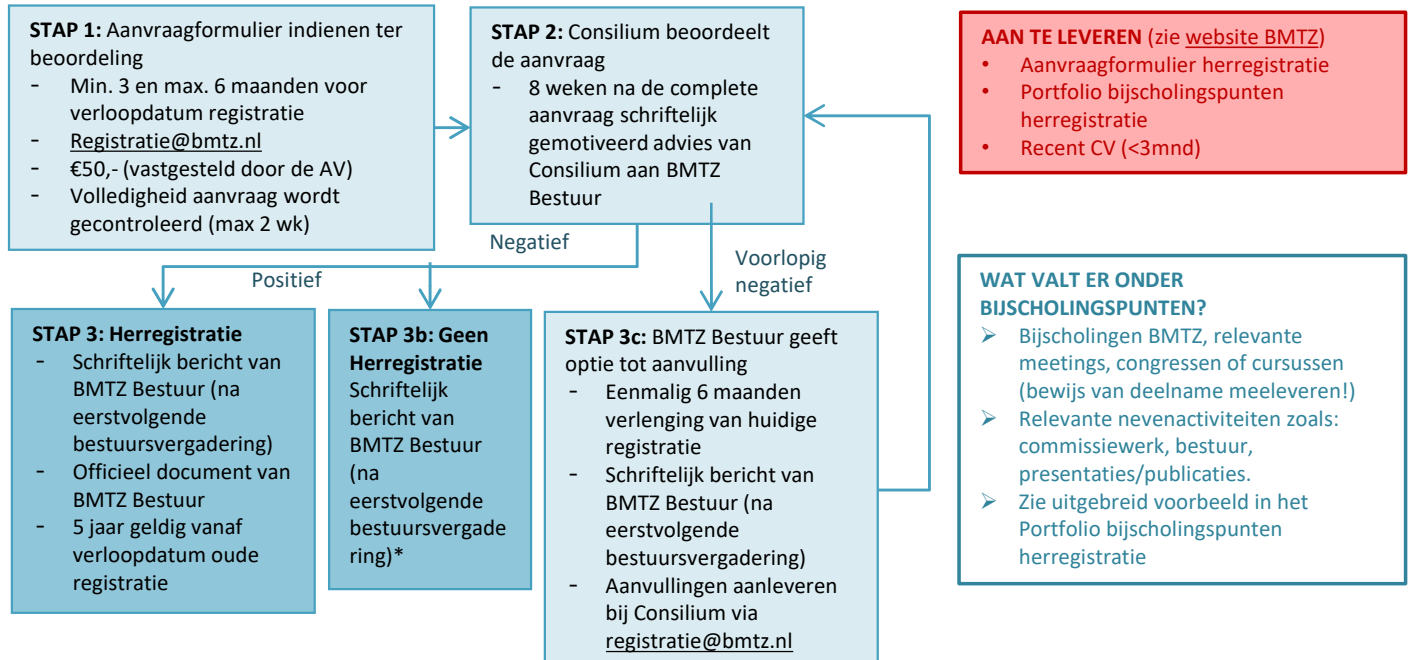 STAP 1: Aanvraagformulier indienen ter
beoordeling
- Min. 3 en max. 6 maanden voor
verloopdatum registratie
- Registratie@bmtz.nl
- €50,- (vastgesteld door de AV)
- Volledigheid aanvraag wordt
gecontroleerd (max 2 wk)
STAP 2: Consilium beoordeelt
de aanvraag
- 8 weken na de complete
aanvraag schriftelijk
gemotiveerd advies van
Consilium aan BMTZ
Bestuur
AAN TE LEVEREN (zie website BMTZ)
• Aanvraagformulier herregistratie
• Portfolio bijscholingspunten
herregistratie
• Recent CV (<3mnd)
Negatief
Positief
Voorlopig
negatief
STAP 3: Herregistratie
- Schriftelijk bericht van
BMTZ Bestuur (na
eerstvolgende
bestuursvergadering)
- Officieel document van
BMTZ Bestuur
- 5 jaar geldig vanaf
verloopdatum oude
registratie
STAP 3b: Geen
Herregistratie
Schriftelijk
bericht van
BMTZ Bestuur
(na
eerstvolgende
bestuursvergade
ring)*
STAP 3c: BMTZ Bestuur geeft
optie tot aanvulling
- Eenmalig 6 maanden
verlenging van huidige
registratie
- Schriftelijk bericht van
BMTZ Bestuur (na
eerstvolgende
bestuursvergadering)
- Aanvullingen aanleveren
bij Consilium via
registratie@bmtz.nl
WAT VALT ER ONDER
BIJSCHOLINGSPUNTEN?
➢ Bijscholingen BMTZ, relevante
meetings, congressen of cursussen
(bewijs van deelname meeleveren!)
➢ Relevante nevenactiviteiten zoals:
commissiewerk, bestuur,
presentaties/publicaties.
➢ Zie uitgebreid voorbeeld in het
Portfolio bijscholingspunten
herregistratie